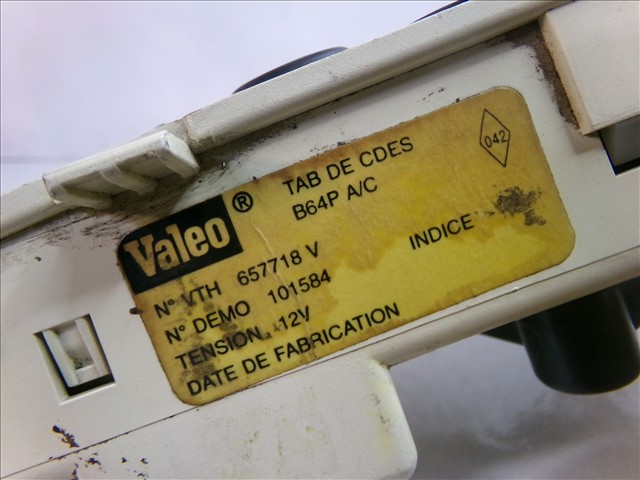 Valeo ®
TAB DE CDES
B64P A/C
042
N° VTH 657718 V
N° DEMO 101584
INDICE
TENSION 12V
DATE DE FABRICATION